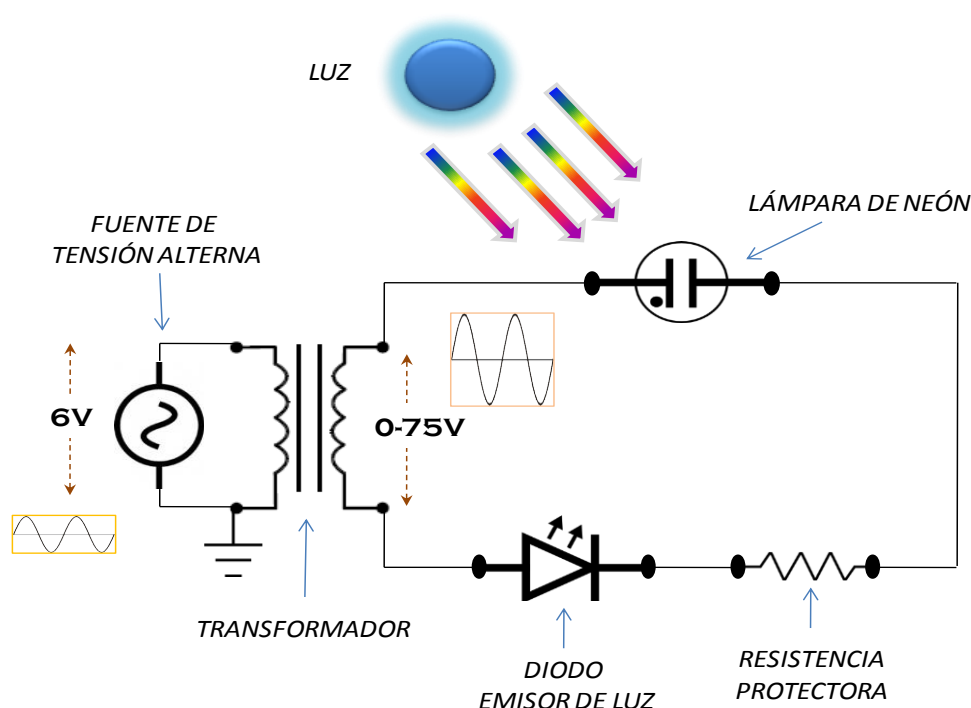 LUZ
LÁMPARA DE NEÓN
FUENTE DE
TENSIÓN ALTERNA
6V
0-75V
TRANSFORMADOR
DIODO
EMISOR DE LUZ
RESISTENCIA
PROTECTORA